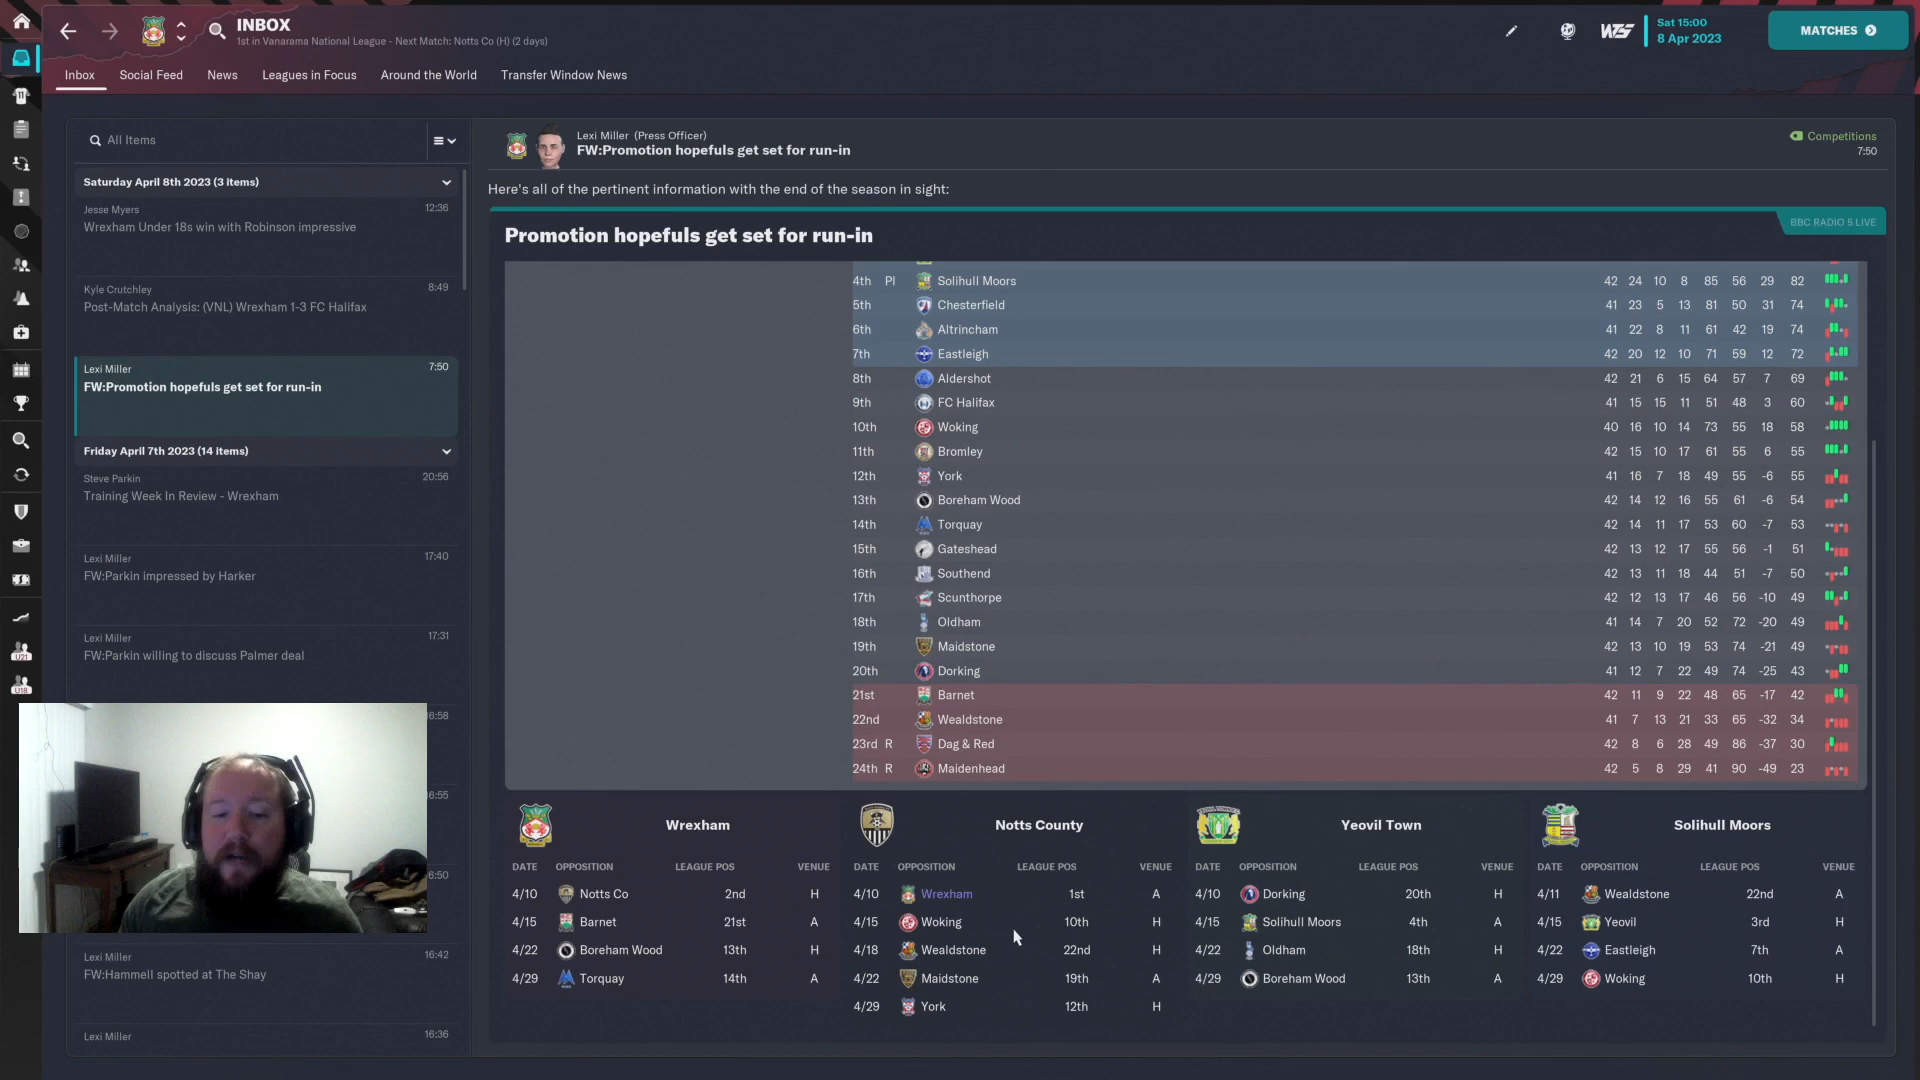 INBOX
1st in Vanarama National League - Next Match: Notts Co (H) (2 days)
Sat 15:00
8 Apr 2023
MATCHES
Inbox Social Feed News Leagues in Focus Around the World Transfer Window News
All Items
Saturday April 8th 2023 (3 items)
Jesse Myers 12:36
Wrexham Under 18s win with Robinson impressive
Kyle Crutchley 8:49
Post-Match Analysis: (VNL) Wrexham 1-3 FC Halifax
Lexi Miller 7:50
FW:Promotion hopefuls get set for run-in
Friday April 7th 2023 (14 items)
Steve Parkin 20:56
Training Week In Review - Wrexham
Lexi Miller 17:40
FW:Parkin impressed by Harker
Lexi Miller 17:31
FW:Parkin willing to discuss Palmer deal
16:58
16:55
16:50
Lexi Miller 16:42
FW:Hammell spotted at The Shay
Lexi Miller 16:36
U21
U18
Lexi Miller (Press Officer)
FW:Promotion hopefuls get set for run-in
Competitions
7:50
Here's all of the pertinent information with the end of the season in sight:
BBC RADIO 5 LIVE
Promotion hopefuls get set for run-in
4th Pl Solihull Moors 42 24 10 8 85 56 29 82
5th Chesterfield 41 23 5 13 81 50 31 74
6th Altrincham 41 22 8 11 61 42 19 74
7th Eastleigh 42 20 12 10 71 59 12 72
8th Aldershot 42 21 6 15 64 57 7 69
9th FC Halifax 41 15 15 11 51 48 3 60
10th Woking 40 16 10 14 73 55 18 58
11th Bromley 42 15 10 17 61 55 6 55
12th York 41 16 7 18 49 55 -6 55
13th Boreham Wood 42 14 12 16 55 61 -6 54
14th Torquay 42 14 11 17 53 60 -7 53
15th Gateshead 42 13 12 17 55 56 -1 51
16th Southend 42 13 11 18 44 51 -7 50
17th Scunthorpe 42 12 13 17 46 56 -10 49
18th Oldham 41 14 7 20 52 72 -20 49
19th Maidstone 42 13 10 19 53 74 -21 49
20th Dorking 41 12 7 22 49 74 -25 43
21st Barnet 42 11 9 22 48 65 -17 42
22nd Wealdstone 41 7 13 21 33 65 -32 34
23rd R Dag & Red 42 8 6 28 49 86 -37 30
24th R Maidenhead 42 5 8 29 41 90 -49 23
Wrexham
DATE OPPOSITION LEAGUE POS VENUE
4/10 Notts Co 2nd H
4/15 Barnet 21st A
4/22 Boreham Wood 13th H
4/29 Torquay 14th A
Notts County
DATE OPPOSITION LEAGUE POS VENUE
4/10 Wrexham 1st A
4/15 Woking 10th H
4/18 Wealdstone 22nd H
4/22 Maidstone 19th A
4/29 York 12th H
Yeovil Town
DATE OPPOSITION LEAGUE POS VENUE
4/10 Dorking 20th H
4/15 Solihull Moors 4th A
4/22 Oldham 18th H
4/29 Boreham Wood 13th A
Solihull Moors
DATE OPPOSITION LEAGUE POS VENUE
4/11 Wealdstone 22nd A
4/15 Yeovil 3rd H
4/22 Eastleigh 7th A
4/29 Woking 10th H